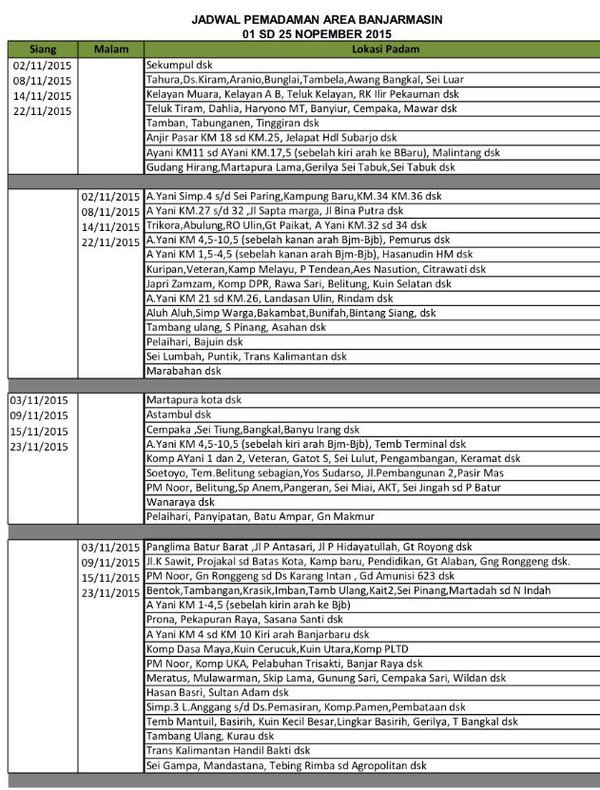 JADWAL PEMADAMAN AREA BANJARMASIN
01 SD 25 NOPEMBER 2015
Siang Malam Lokasi Padam
02/11/2015 Sekumpul dsk
08/11/2015 Tahura,Ds.Kiram,Aranio,Bunglai,Tambela,Awang Bangkal, Sei Luar
14/11/2015 Kelayan Muara, Kelayan A B, Teluk Kelayan, RK Ilir Pekauman dsk
22/11/2015 Teluk Tiram, Dahlia, Haryono MT, Banyiur, Cempaka, Mawar dsk
Tamban, Tabunganen, Tinggiran dsk
Anjir Pasar KM 18 sd KM.25, Jelapat Hdl Subarjo dsk
Ayani KM11 sd AYani KM.17,5 (sebelah kiri arah ke BBaru), Malintang dsk
Gudang Hirang,Martapura Lama,Gerilya Sei Tabuk,Sei Tabuk dsk
02/11/2015 A.Yani Simp.4 s/d Sei Paring,Kampung Baru,KM.34 KM.36 dsk
08/11/2015 A.Yani KM.27 s/d 32 ,Jl Sapta marga, Jl Bina Putra dsk
14/11/2015 Trikora,Abulung,RO Ulin,Gt Paikat, A Yani KM.32 sd 34 dsk
22/11/2015 A.Yani KM 4,5-10,5 (sebelah kanan arah Bjm-Bjb), Pemurus dsk
A.Yani KM 1,5-4,5 (sebelah kanan arah Bjm-Bjb), Hasanudin HM dsk
Kuripan,Veteran,Kamp Melayu, P Tendean,Aes Nasution, Citrawati dsk
Japri Zamzam, Komp DPR, Rawa Sari, Belitung, Kuin Selatan dsk
A.Yani KM 21 sd KM.26, Landasan Ulin, Rindam dsk
Aluh Aluh,Simp Warga,Bakambat,Bunifah,Bintang Siang, dsk
Tambang ulang, S Pinang, Asahan dsk
Pelaihari, Bajuin dsk
Sei Lumbah, Puntik, Trans Kalimantan dsk
Marabahan dsk
03/11/2015 Martapura kota dsk
09/11/2015 Astambul dsk
15/11/2015 Cempaka ,Sei Tiung,Bangkal,Banyu Irang dsk
23/11/2015 A.Yani KM 4,5-10,5 (sebelah kiri arah Bjm-Bjb), Temb Terminal dsk
Komp AYani 1 dan 2, Veteran, Gatot S, Sei Lulut, Pengambangan, Keramat dsk
Soetoyo, Tem.Belitung sebagian,Yos Sudarso, Jl.Pembangunan 2,Pasir Mas
PM Noor, Belitung,Sp Anem,Pangeran, Sei Miai, AKT, Sei Jingah sd P Batur
Wanaraya dsk
Pelaihari, Panyipatan, Batu Ampar, Gn Makmur
03/11/2015 Panglima Batur Barat ,Jl P Antasari, Jl P Hidayatullah, Gt Royong dsk
09/11/2015 Jl.K Sawit, Projakal sd Batas Kota, Kamp baru, Pendidikan, Gt Alaban, Gng Ronggeng dsk.
15/11/2015 PM Noor, Gn Ronggeng sd Ds Karang Intan , Gd Amunisi 623 dsk
23/11/2015 Bentok,Tambangan,Krasik,Imban,Tamb Ulang,Kait2,Sei Pinang,Martadah sd N Indah
A Yani KM 1-4,5 (sebelah kirin arah ke Bjb)
Prona, Pekapuran Raya, Sasana Santi dsk
A Yani KM 4 sd KM 10 Kiri arah Banjarbaru dsk
Komp Dasa Maya,Kuin Cerucuk,Kuin Utara,Komp PLTD
PM Noor, Komp UKA, Pelabuhan Trisakti, Banjar Raya dsk
Meratus, Mulawarman, Skip Lama, Gunung Sari, Cempaka Sari, Wildan dsk
Hasan Basri, Sultan Adam dsk
Simp.3 L.Anggang s/d Ds.Pemasiran, Komp.Pamen,Pembataan dsk
Temb Mantuil, Basirih, Kuin Kecil Besar,Lingkar Basirih, Gerilya, T Bangkal dsk
Tambang Ulang, Kurau dsk
Trans Kalimantan Handil Bakti dsk
Sei Gampa, Mandastana, Tebing Rimba sd Agropolitan dsk